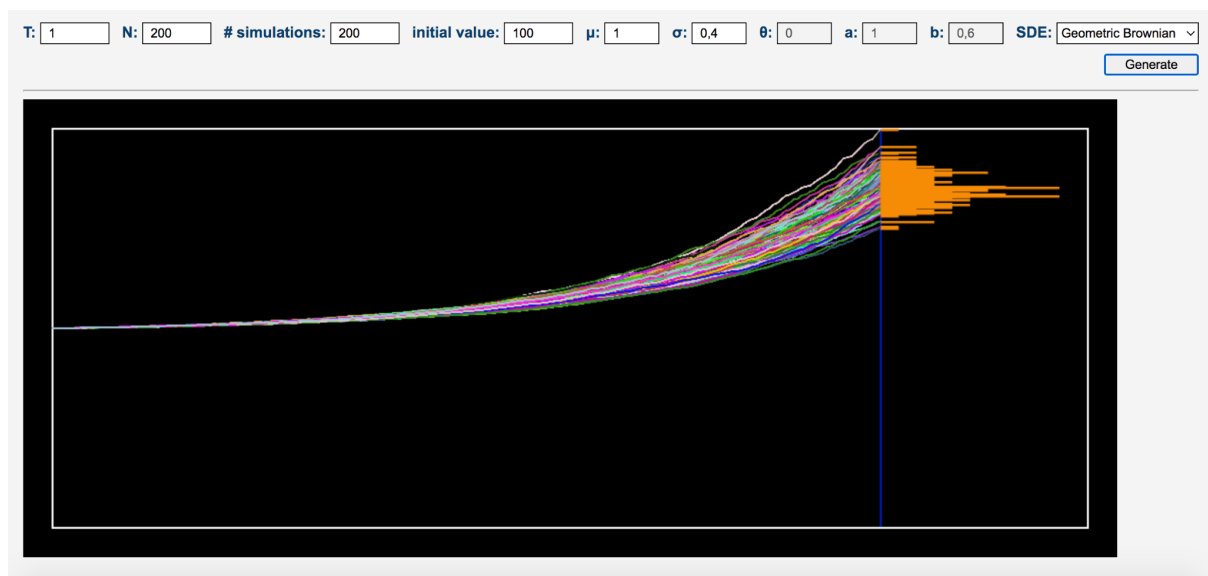 T: 1 N: 200 # simulations: 200 initial value: 100 μ: 1 σ: 0,4 θ: 0 a: 1 b: 0,6 SDE: Geometric Brownian
Generate